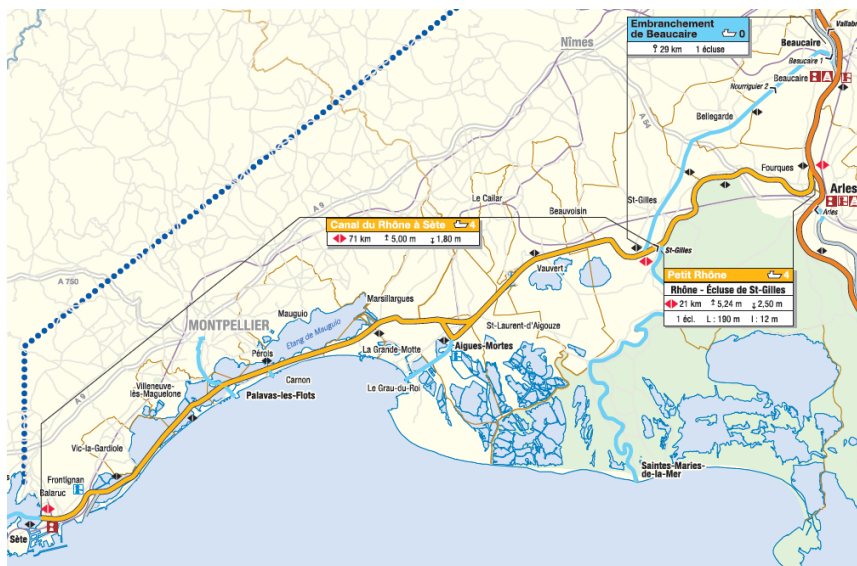 Embranchement
de Beaucaire 0
29 km 1 écluse
Vallabr
Beaucaire
Beaucaire 1
Beaucaire
Nourriguier 2
Bellegarde
Nîmes
A 54
Fourques
Arles
Arles
Le Cailar
Beauvoisin
St-Gilles
A 9
Canal du Rhône à Sète 4
71 km 5,00 m 1,80 m
St-Gilles
Vauvert
Petit Rhône 4
Rhône - Écluse de St-Gilles
21 km 5,24 m 2,50 m
1 écl. L : 190 m l : 12 m
A 750
Marsillargues
Mauguio
MONTPELLIER
Etang de Mauguio
St-Laurent-d'Aigouze
Pérols
La Grande-Motte
Aigues-Mortes
Carnon
Le Grau-du-Roi
Villeneuve-
lès-Maguelone
Palavas-les-Flots
A 9
Vic-la-Gardiole
Saintes-Maries-
de-la-Mer
Frontignan
Balaruc
Sète